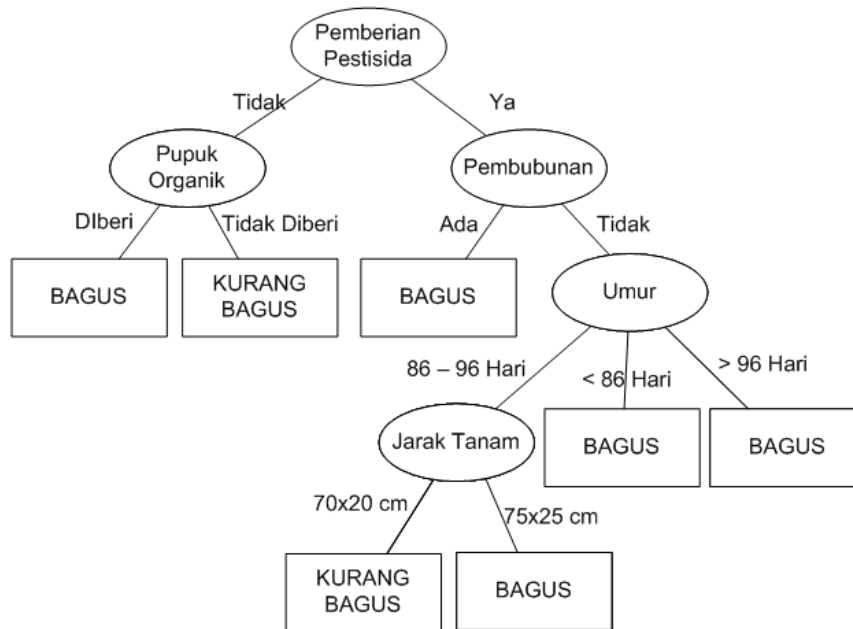 Pemberian
Pestisida
Tidak
Ya
Pupuk
Organik
Pembubunan
DIberi
Tidak Diberi
Ada
Tidak
BAGUS
KURANG
BAGUS
BAGUS
Umur
86 – 96 Hari
< 86 Hari
> 96 Hari
Jarak Tanam
BAGUS
BAGUS
70x20 cm
75x25 cm
KURANG
BAGUS
BAGUS